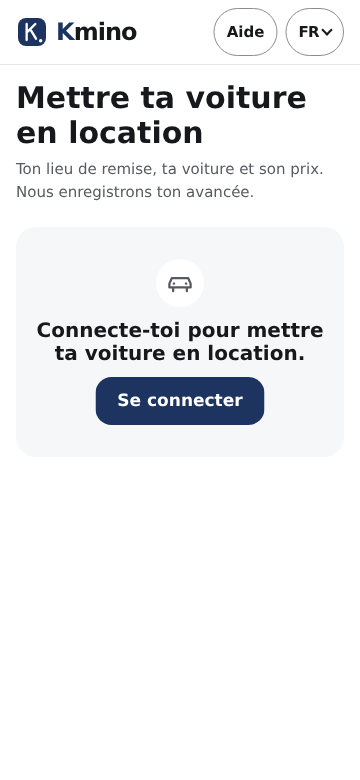 K. Kmino
Aide
FR
Mettre ta voiture
en location
Ton lieu de remise, ta voiture et son prix.
Nous enregistrons ton avancée.
Connecte-toi pour mettre
ta voiture en location.
Se connecter